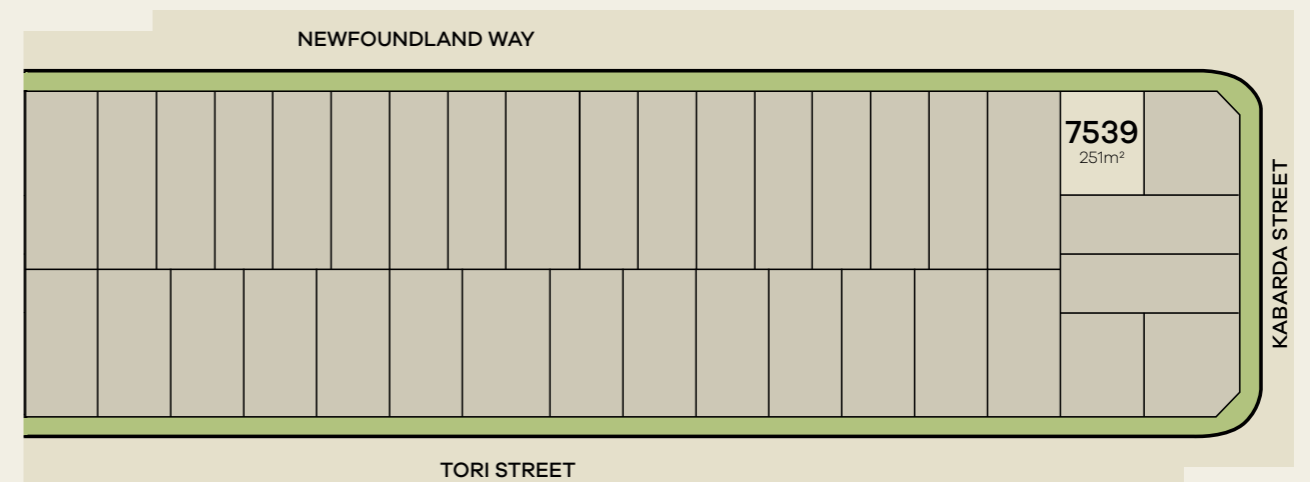 NEWFOUNDLAND WAY
7539
251m²
KABARDA STREET
TORI STREET